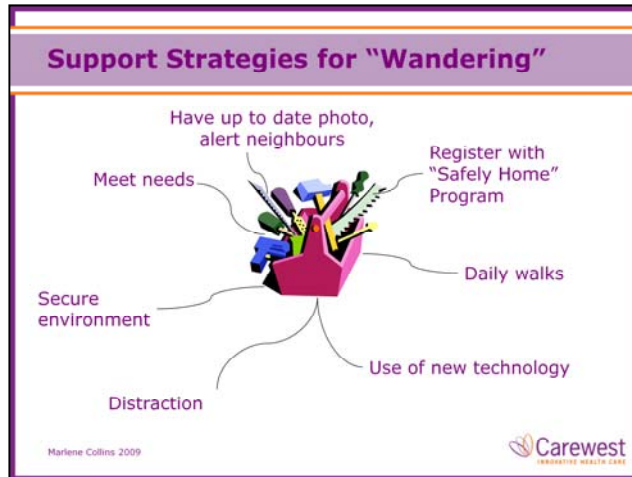 Support Strategies for “Wandering”
Have up to date photo,
alert neighbours
Register with
“Safely Home”
Program
Meet needs
Daily walks
Secure
environment
Use of new technology
Distraction
Marlene Collins 2009
Carewest
INNOVATIVE HEALTH CARE